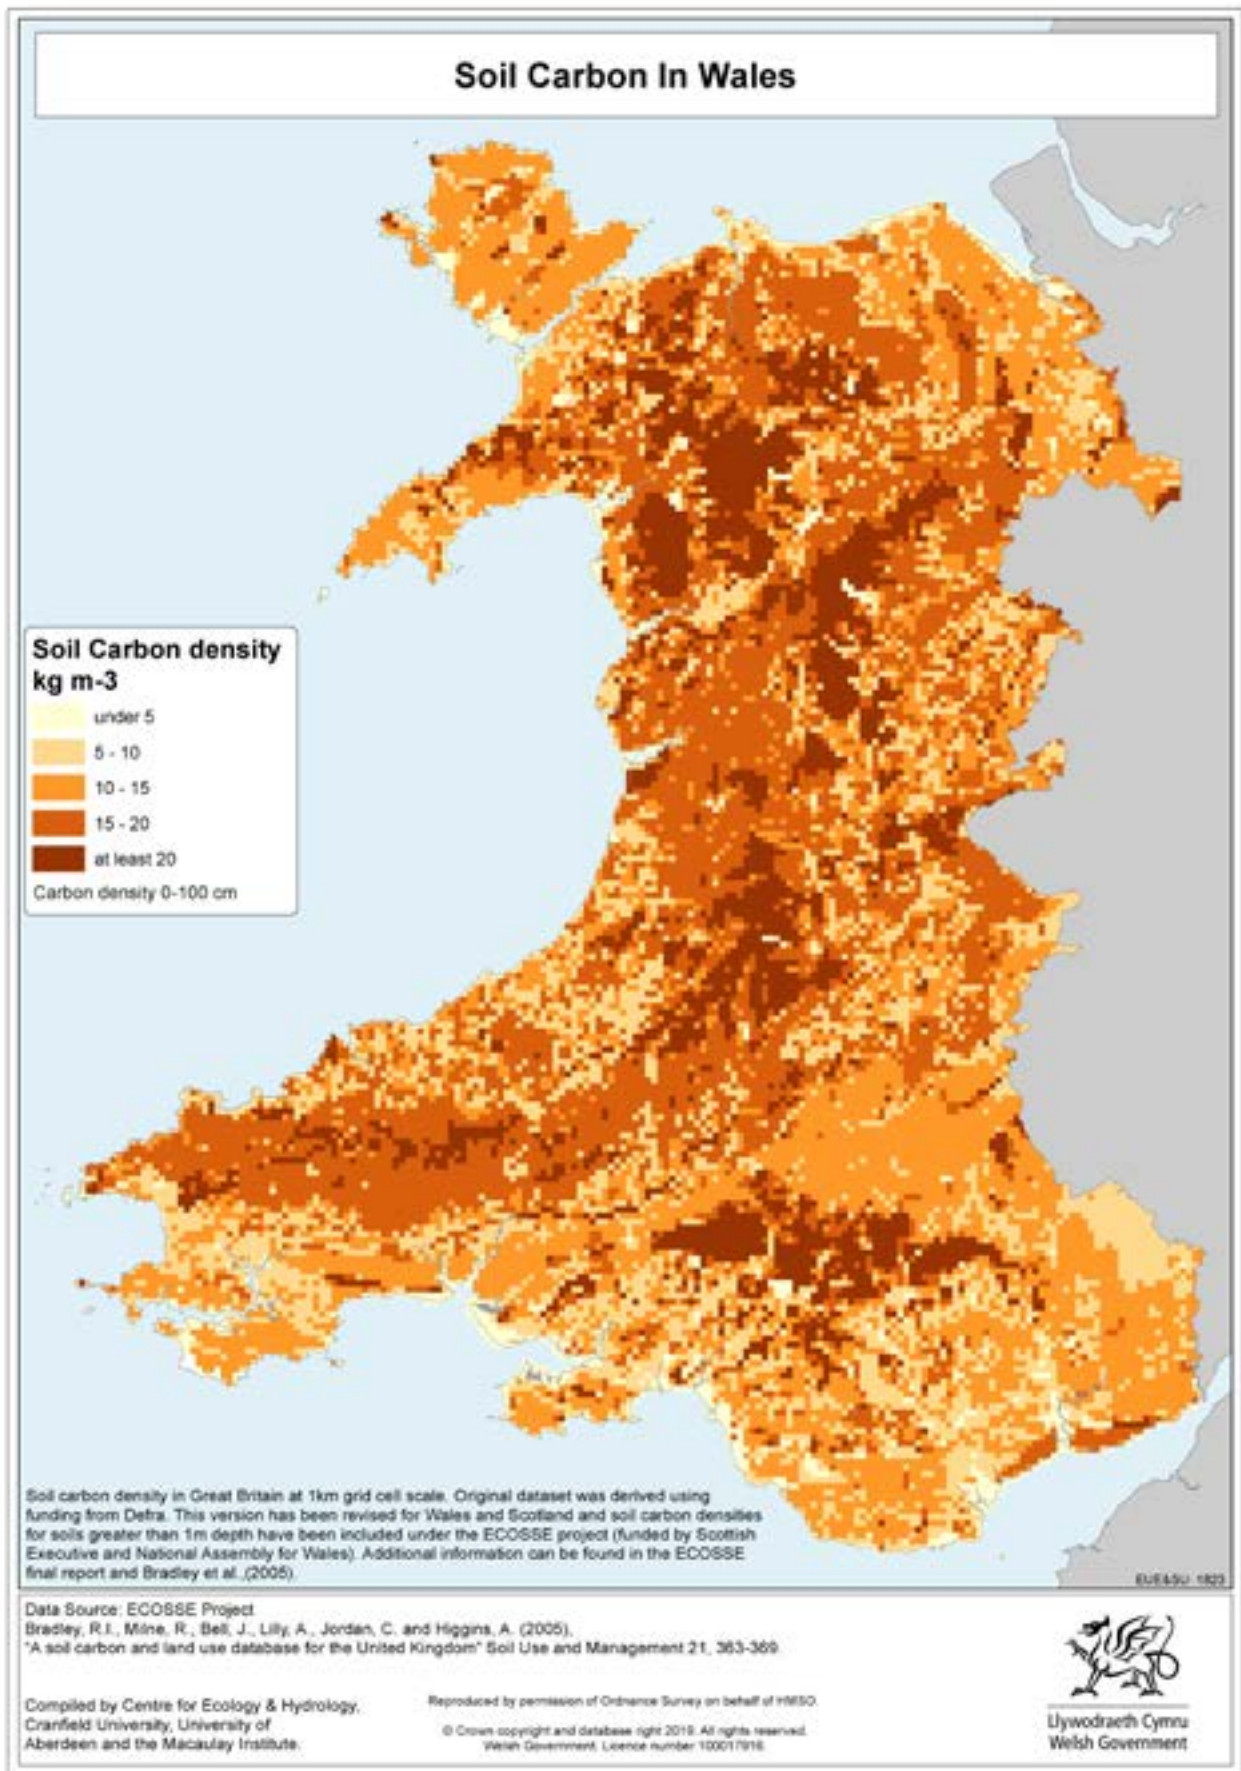 Soil Carbon In Wales
Soil Carbon density
kg m-3
under 5
5 - 10
10 - 15
15 - 20
at least 20
Carbon density 0-100 cm
Soil carbon density in Great Britain at 1km grid cell scale. Original dataset was derived using
funding from Defra. This version has been revised for Wales and Scotland and soil carbon densities
for soils greater than 1m depth have been included under the ECOSSE project (funded by Scottish
Executive and National Assembly for Wales). Additional information can be found in the ECOSSE
final report and Bradley et al.,(2005).
EUE&SU 1823
Data Source: ECOSSE Project
Bradley, R.I., Milne, R., Bell, J., Lilly, A., Jordan, C. and Higgins, A. (2005),
"A soil carbon and land use database for the United Kingdom" Soil Use and Management 21, 363-369.
Compiled by Centre for Ecology & Hydrology,
Cranfield University, University of
Aberdeen and the Macaulay Institute.
Reproduced by permission of Ordnance Survey on behalf of HMSO.
© Crown copyright and database right 2019. All rights reserved.
Welsh Government. Licence number 100017916.
Llywodraeth Cymru
Welsh Government